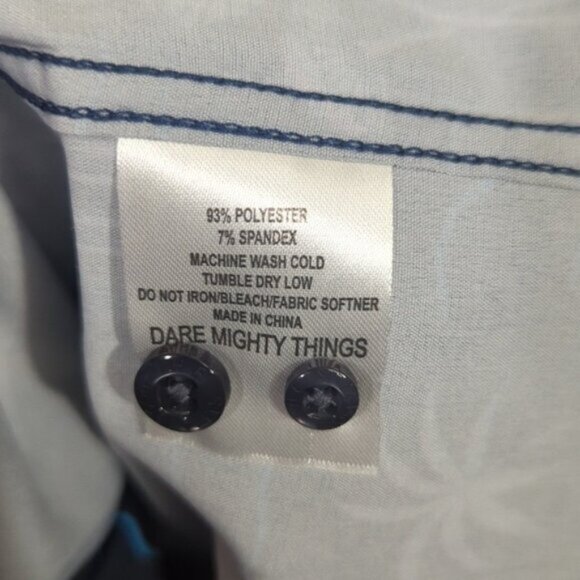 93% POLYESTER
7% SPANDEX
MACHINE WASH COLD
TUMBLE DRY LOW
DO NOT IRON/BLEACH/FABRIC SOFTNER
MADE IN CHINA
DARE MIGHTY THINGS